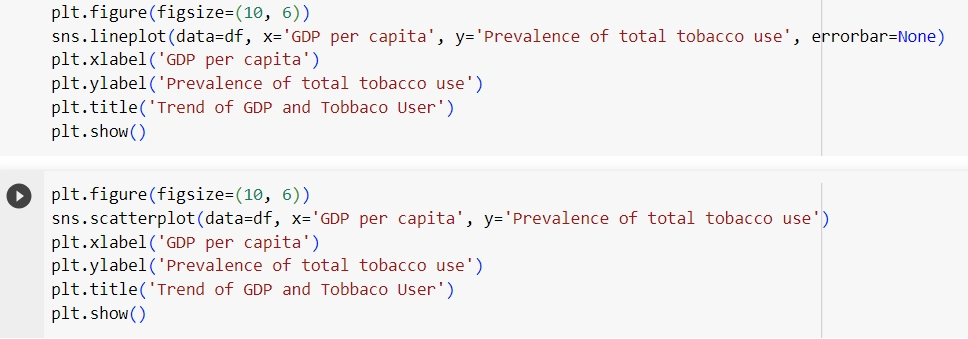 plt.figure(figsize=(10, 6))
sns.lineplot(data=df, x='GDP per capita', y='Prevalence of total tobacco use', errorbar=None)
plt.xlabel('GDP per capita')
plt.ylabel('Prevalence of total tobacco use')
plt.title('Trend of GDP and Tobbaco User')
plt.show()
plt.figure(figsize=(10, 6))
sns.scatterplot(data=df, x='GDP per capita', y='Prevalence of total tobacco use')
plt.xlabel('GDP per capita')
plt.ylabel('Prevalence of total tobacco use')
plt.title('Trend of GDP and Tobbaco User')
plt.show()